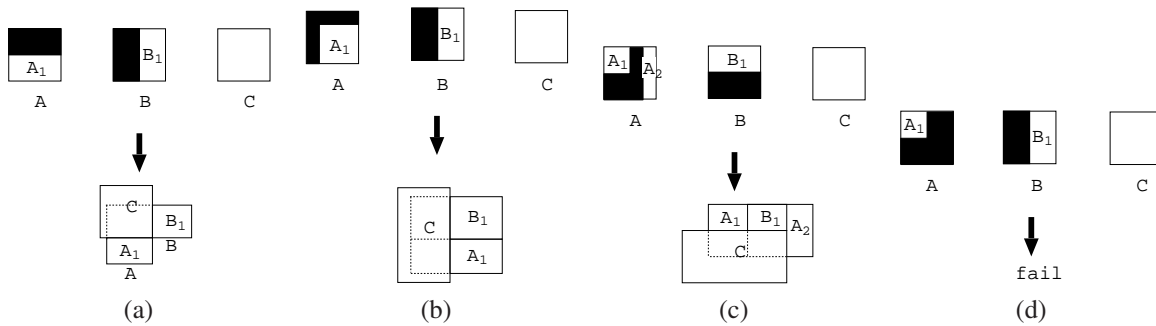 A₁ B₁
A B C
C
B₁
A₁ B
A
(a)
A₁ B₁
A B C
C B₁
A₁
(b)
A₁ A₂ B₁
A B C
A₁ B₁ A₂
C
(c)
A₁ B₁
A B C
fail
(d)